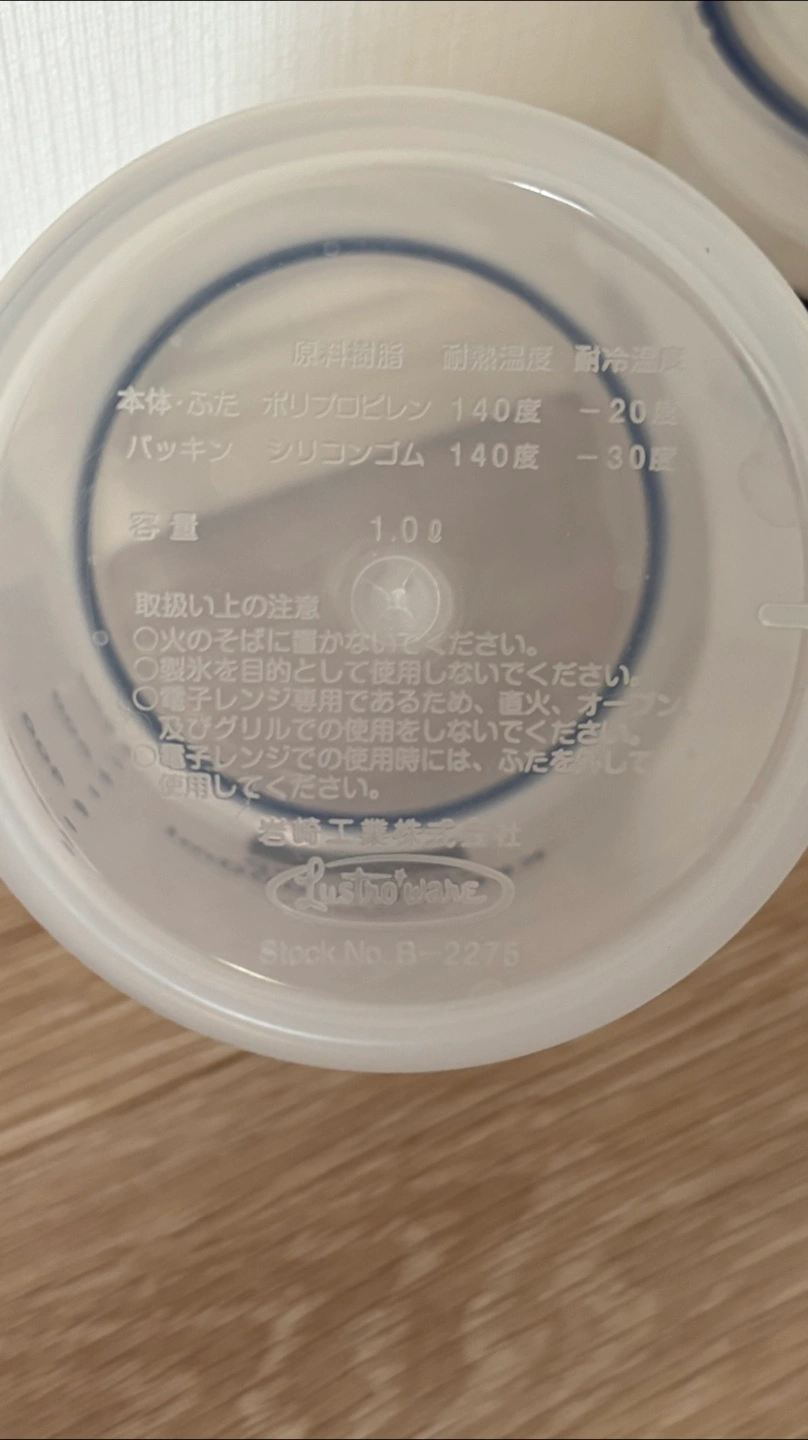 原料樹脂 耐熱温度 耐冷温度
本体・ふた ポリプロピレン 140度 −20度
パッキン シリコンゴム 140度 −30度
容量 1.0ℓ
取扱い上の注意
○火のそばに置かないでください。
○製氷を目的として使用しないでください。
○電子レンジ専用であるため、直火、オーブン
及びグリルでの使用をしないでください。
○電子レンジでの使用時には、ふたを外して
使用してください。
岩崎工業株式会社
Lustroware
Stock No. B-2275